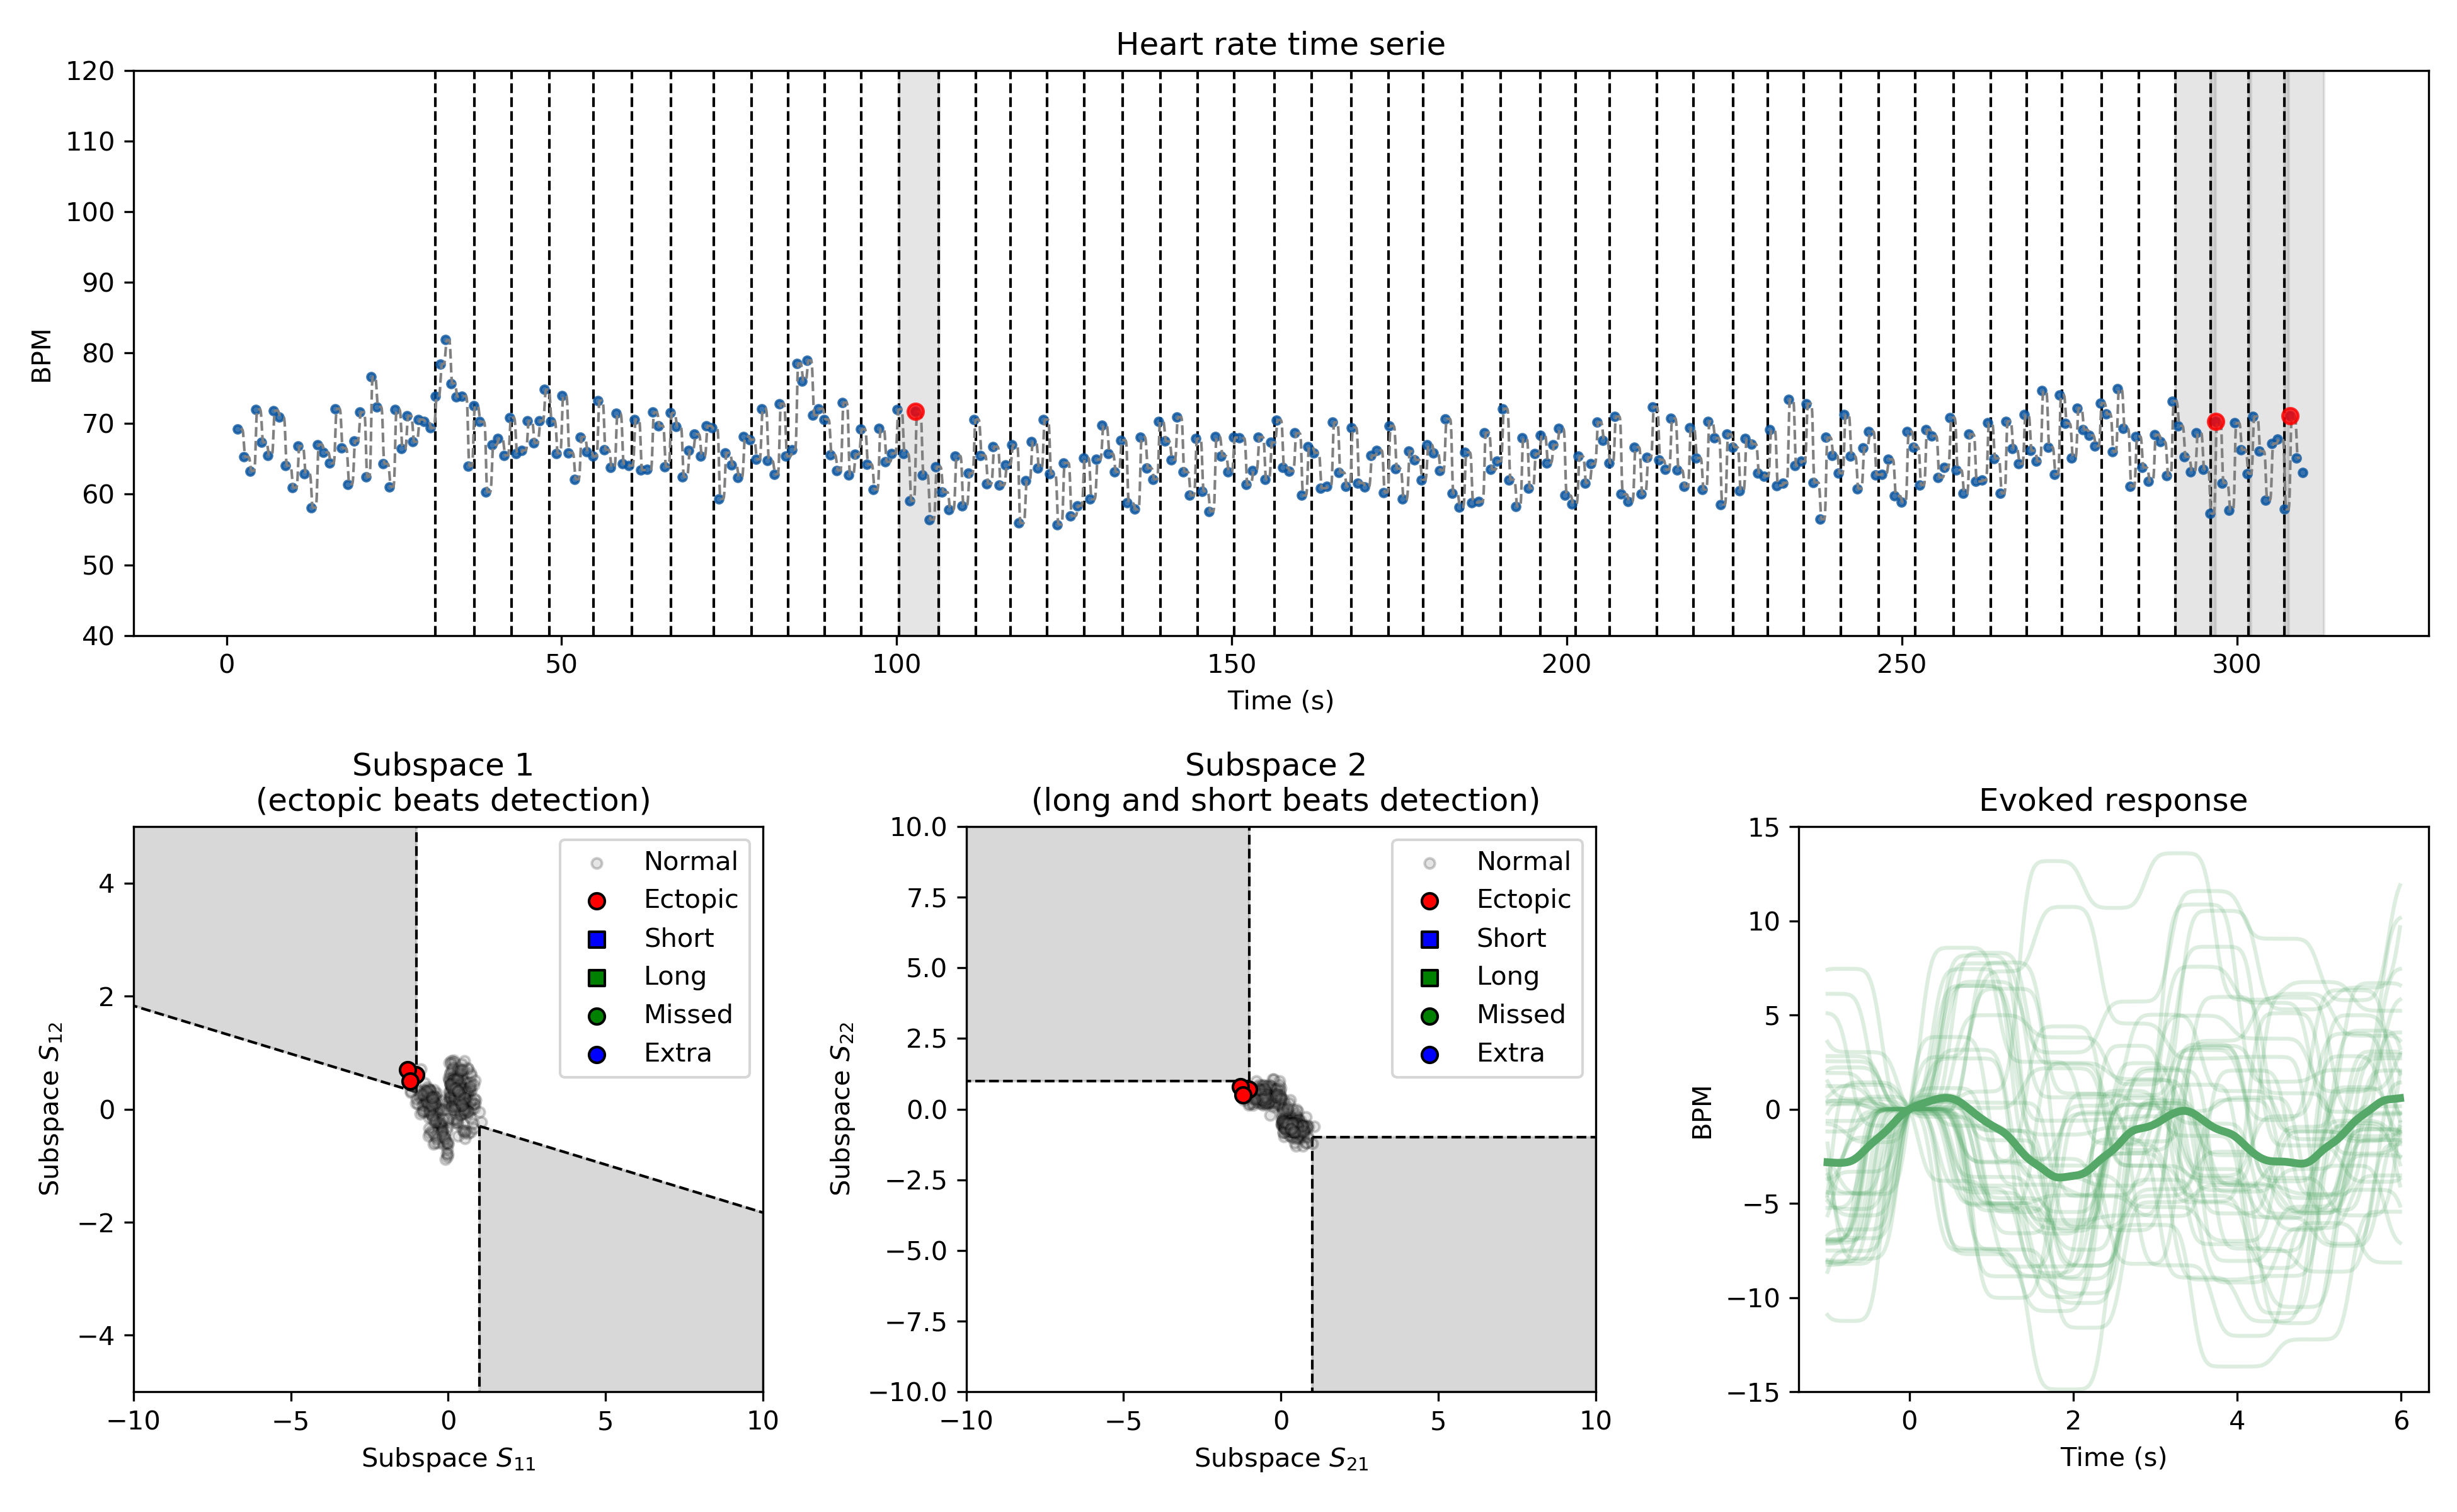 Heart rate time serie
120
110
100
90
80
70
60
50
40
BPM
0
50
100
150
200
250
300
Time (s)
Subspace 1
(ectopic beats detection)
4
2
0
−2
−4
Subspace S12
−10
−5
0
5
10
Subspace S11
Normal
Ectopic
Short
Long
Missed
Extra
Subspace 2
(long and short beats detection)
10.0
7.5
5.0
2.5
0.0
−2.5
−5.0
−7.5
−10.0
Subspace S22
−10
−5
0
5
10
Subspace S21
Normal
Ectopic
Short
Long
Missed
Extra
Evoked response
15
10
5
0
−5
−10
−15
BPM
0
2
4
6
Time (s)